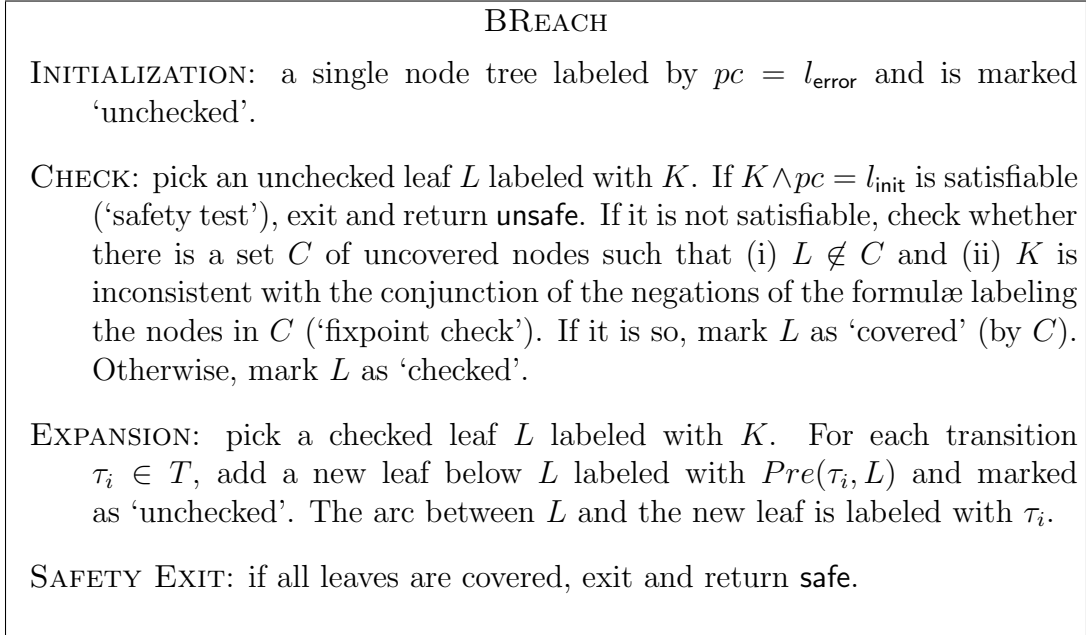 BREACH
INITIALIZATION: a single node tree labeled by pc = l_error and is marked
‘unchecked’.
CHECK: pick an unchecked leaf L labeled with K. If K ∧ pc = l_init is satisfiable
(‘safety test’), exit and return unsafe. If it is not satisfiable, check whether
there is a set C of uncovered nodes such that (i) L ∉ C and (ii) K is
inconsistent with the conjunction of the negations of the formulæ labeling
the nodes in C (‘fixpoint check’). If it is so, mark L as ‘covered’ (by C).
Otherwise, mark L as ‘checked’.
EXPANSION: pick a checked leaf L labeled with K. For each transition
τ_i ∈ T, add a new leaf below L labeled with Pre(τ_i, L) and marked
as ‘unchecked’. The arc between L and the new leaf is labeled with τ_i.
SAFETY EXIT: if all leaves are covered, exit and return safe.